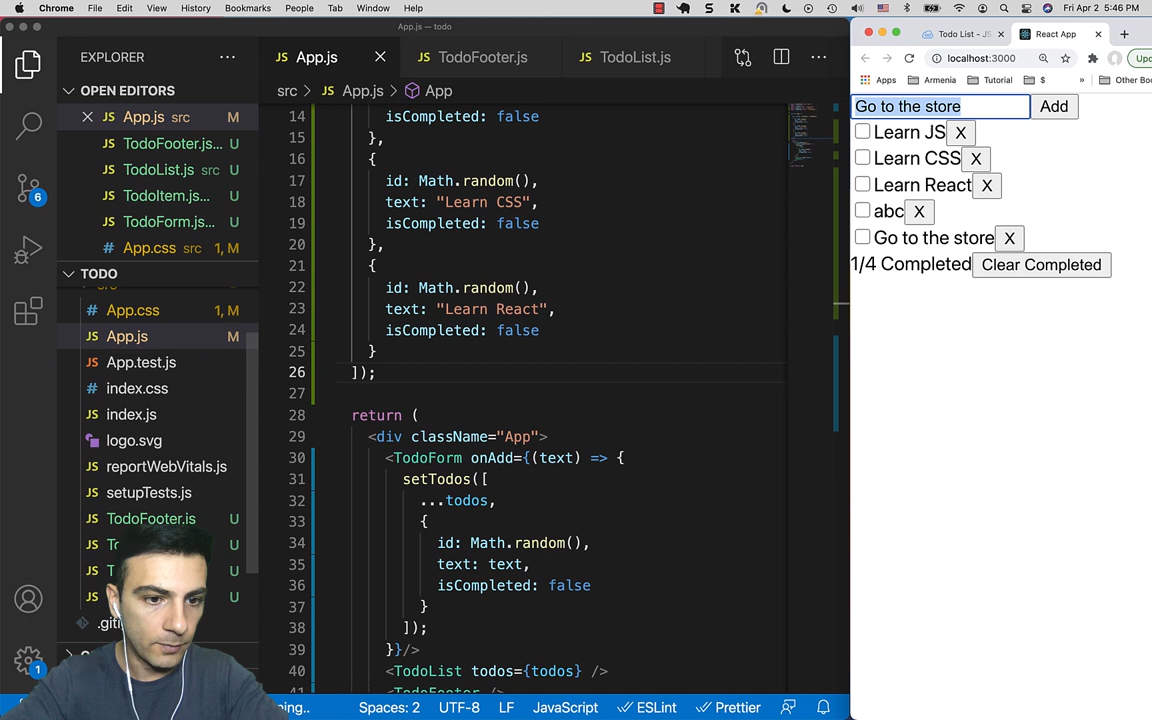 Chrome File Edit View History Bookmarks People Tab Window Help
Fri Apr 2 5:46 PM
App.js — todo
EXPLORER
OPEN EDITORS
App.js src M
TodoFooter.js... U
TodoList.js src U
TodoItem.js... U
TodoForm.js... U
App.css src 1, M
TODO
App.css 1, M
App.js M
App.test.js
index.css
index.js
logo.svg
reportWebVitals.js
setupTests.js
TodoFooter.js U
U
U
U
6
1
JS App.js
JS TodoFooter.js
JS TodoList.js
src > JS App.js > App
14 isCompleted: false
15 },
16 {
17 id: Math.random(),
18 text: "Learn CSS",
19 isCompleted: false
20 },
21 {
22 id: Math.random(),
23 text: "Learn React",
24 isCompleted: false
25 }
26 ]);
27
28 return (
29 <div className="App">
30 <TodoForm onAdd={(text) => {
31 setTodos([
32 ...todos,
33 {
34 id: Math.random(),
35 text: text,
36 isCompleted: false
37 }
38 ]);
39 }}/>
40 <TodoList todos={todos} />
41 <TodoFooter />
Spaces: 2 UTF-8 LF JavaScript ESLint Prettier
Todo List - JS
React App
localhost:3000
Apps Armenia Tutorial $ » Other Bo
Go to the store Add
Learn JS X
Learn CSS X
Learn React X
abc X
Go to the store X
1/4 Completed Clear Completed